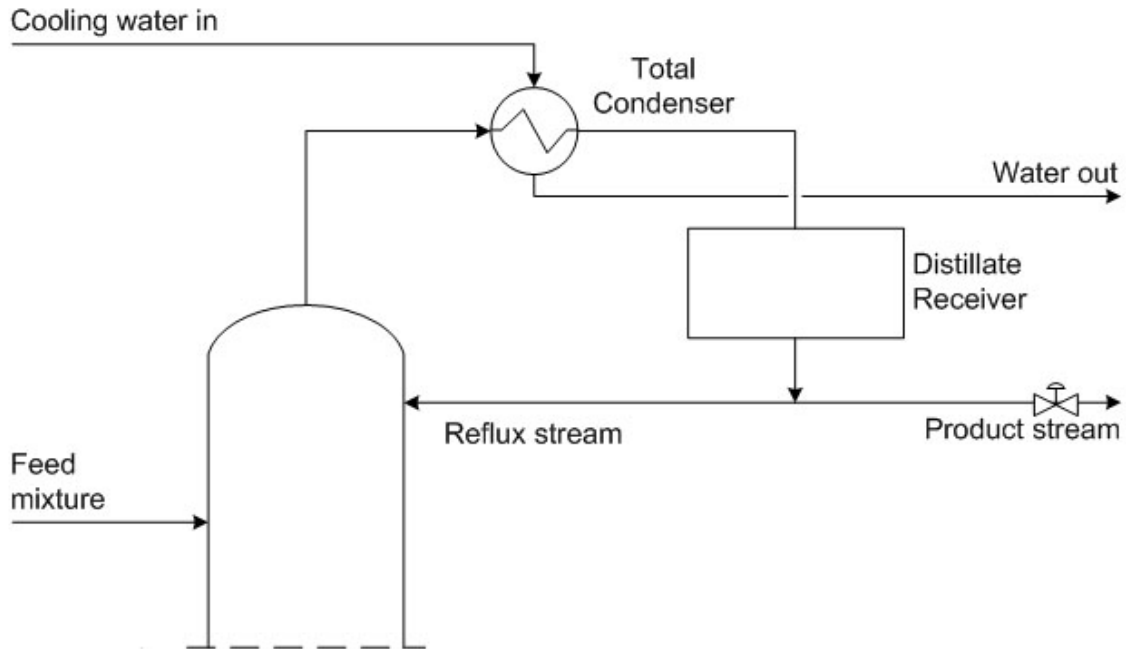 Cooling water in
Total
Condenser
Water out
Distillate
Receiver
Reflux stream
Product stream
Feed
mixture